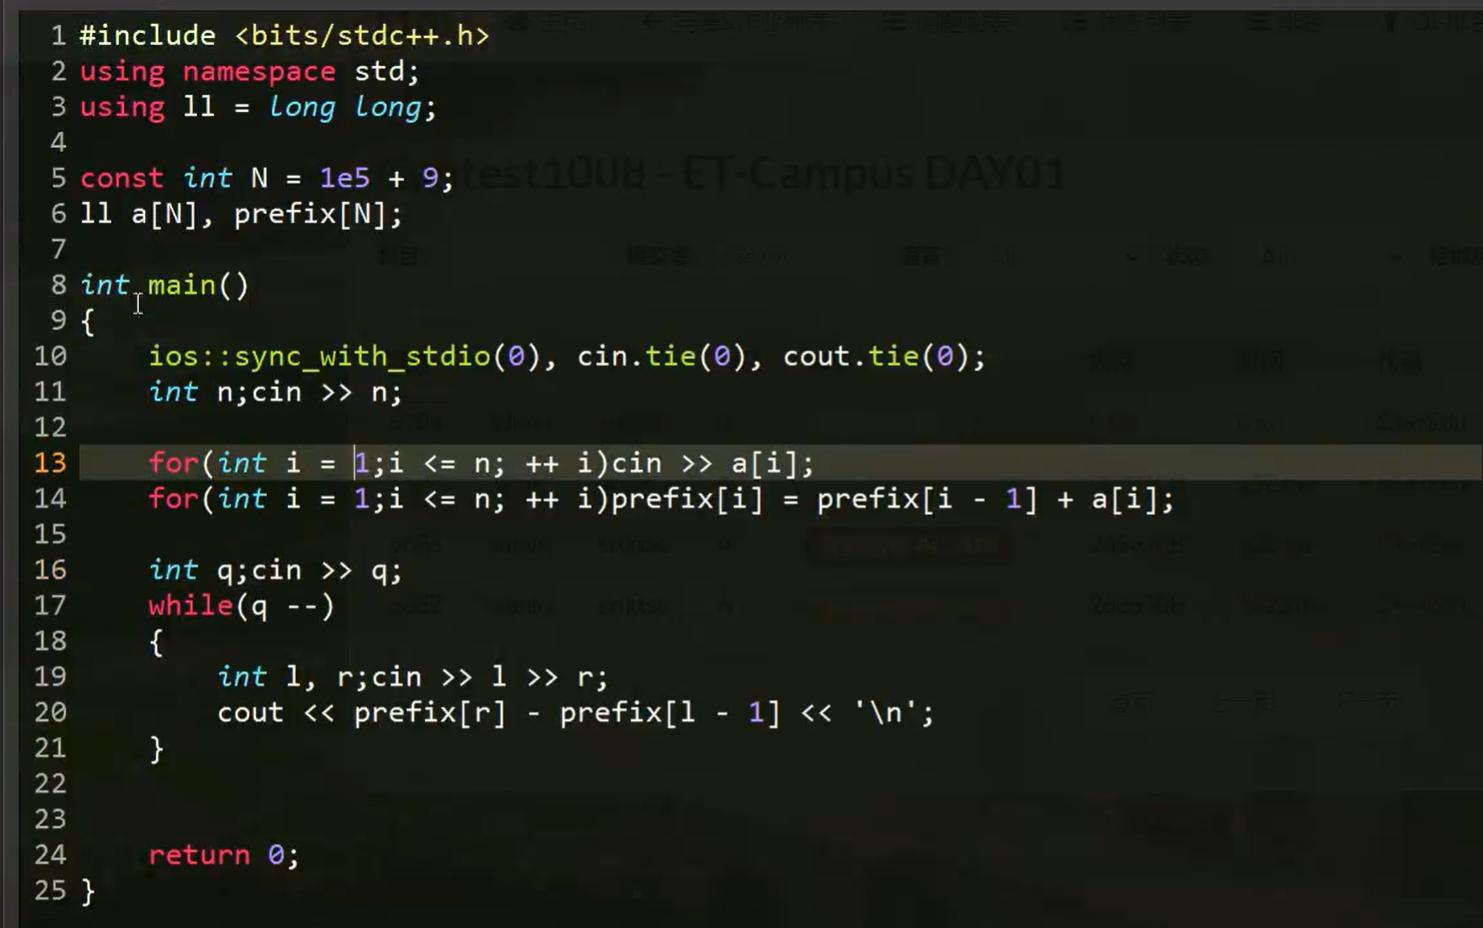 1 #include <bits/stdc++.h>
2 using namespace std;
3 using ll = long long;
4
5 const int N = 1e5 + 9;
6 ll a[N], prefix[N];
7
8 int main()
9 {
10 ios::sync_with_stdio(0), cin.tie(0), cout.tie(0);
11 int n;cin >> n;
12
13 for(int i = 1;i <= n; ++ i)cin >> a[i];
14 for(int i = 1;i <= n; ++ i)prefix[i] = prefix[i - 1] + a[i];
15
16 int q;cin >> q;
17 while(q --)
18 {
19 int l, r;cin >> l >> r;
20 cout << prefix[r] - prefix[l - 1] << '\n';
21 }
22
23
24 return 0;
25 }
ET-Campus DAY01